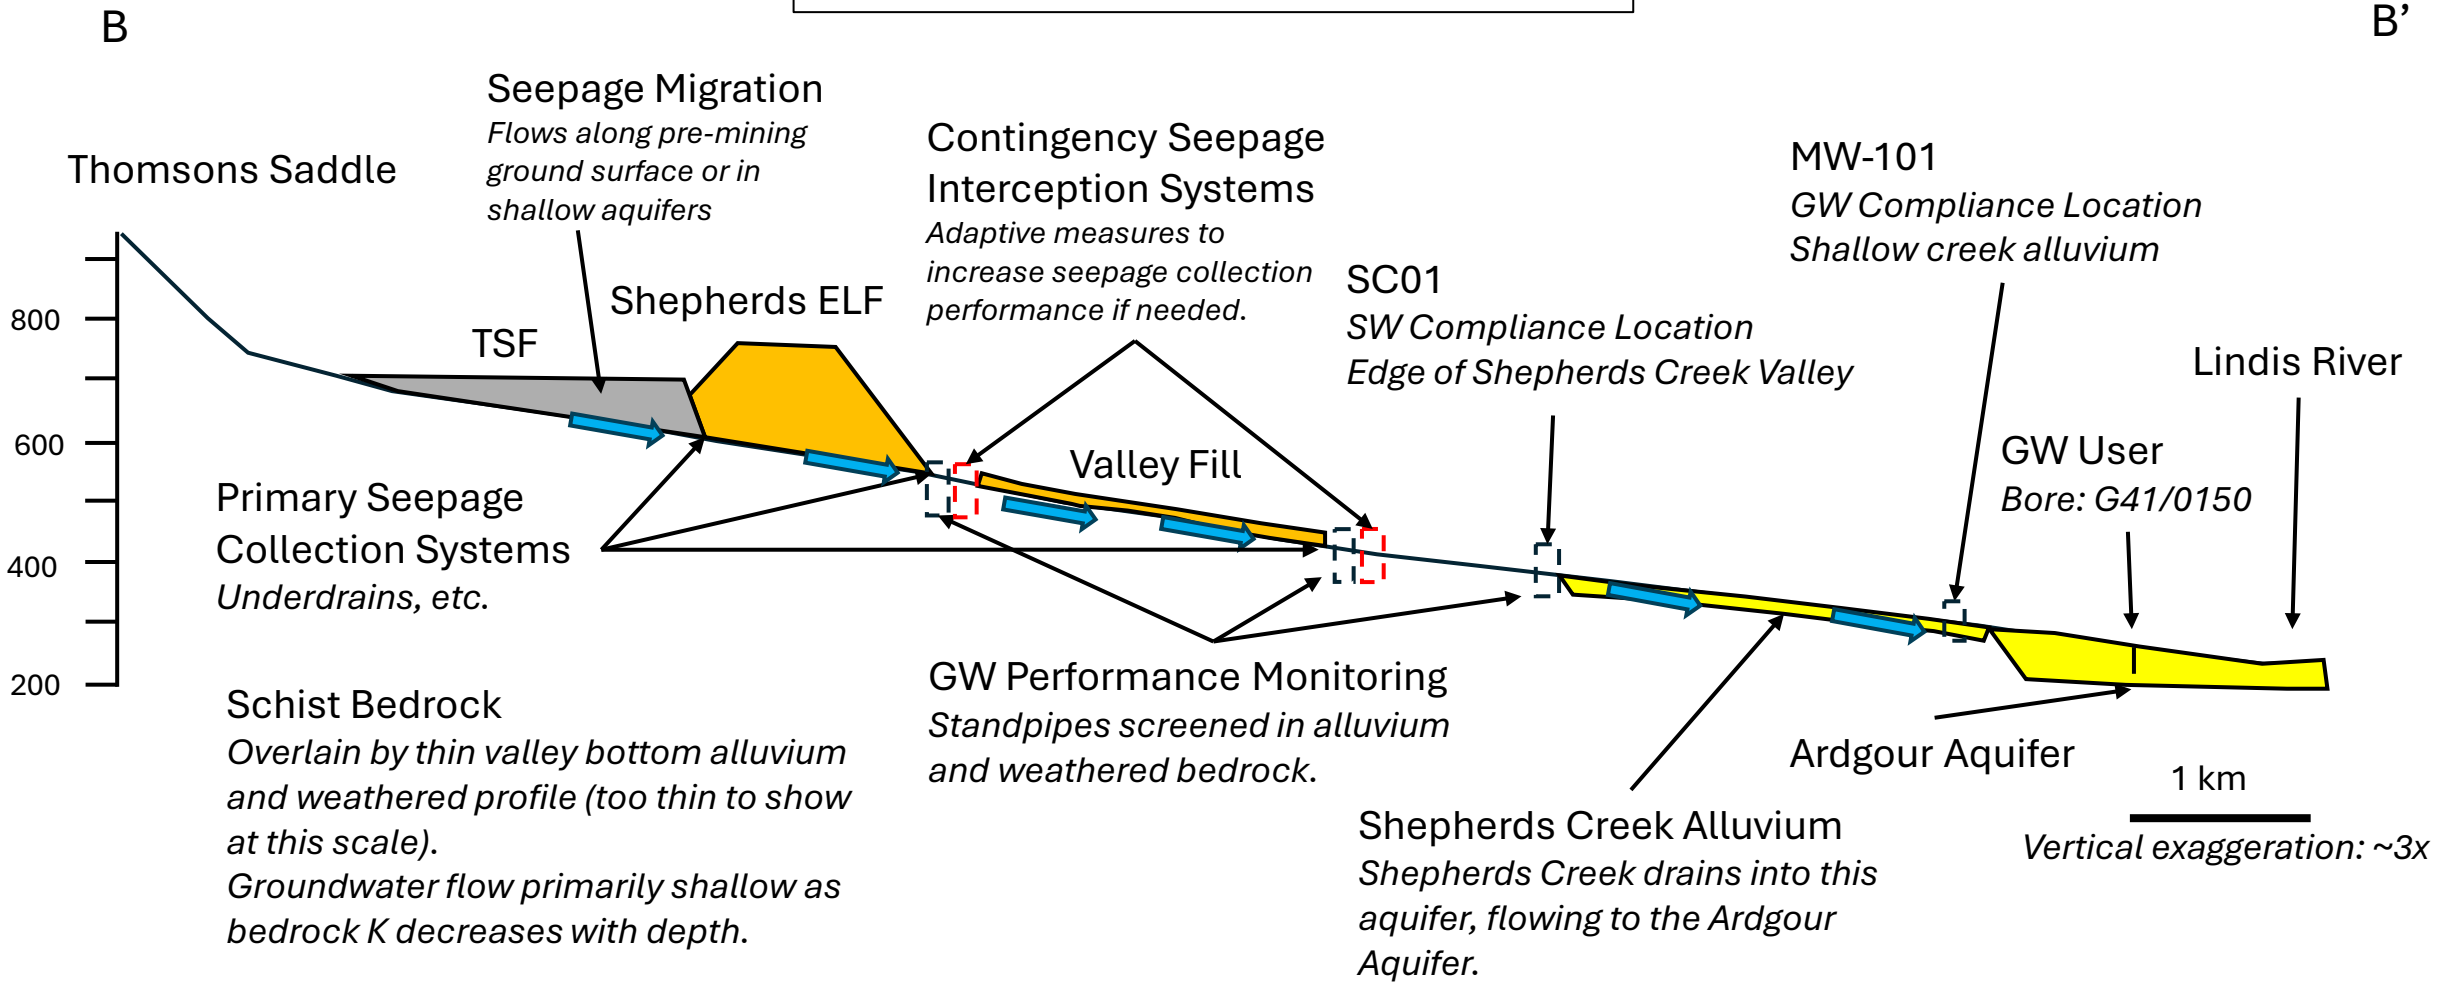 B
B’
Thomsons Saddle
Seepage Migration
Flows along pre-mining
ground surface or in
shallow aquifers
Contingency Seepage
Interception Systems
Adaptive measures to
increase seepage collection
performance if needed.
MW-101
GW Compliance Location
Shallow creek alluvium
SC01
SW Compliance Location
Edge of Shepherds Creek Valley
Shepherds ELF
TSF
Lindis River
GW User
Bore: G41/0150
Valley Fill
800
600
400
200
Primary Seepage
Collection Systems
Underdrains, etc.
Schist Bedrock
Overlain by thin valley bottom alluvium
and weathered profile (too thin to show
at this scale).
Groundwater flow primarily shallow as
bedrock K decreases with depth.
GW Performance Monitoring
Standpipes screened in alluvium
and weathered bedrock.
Ardgour Aquifer
1 km
Vertical exaggeration: ~3x
Shepherds Creek Alluvium
Shepherds Creek drains into this
aquifer, flowing to the Ardgour
Aquifer.